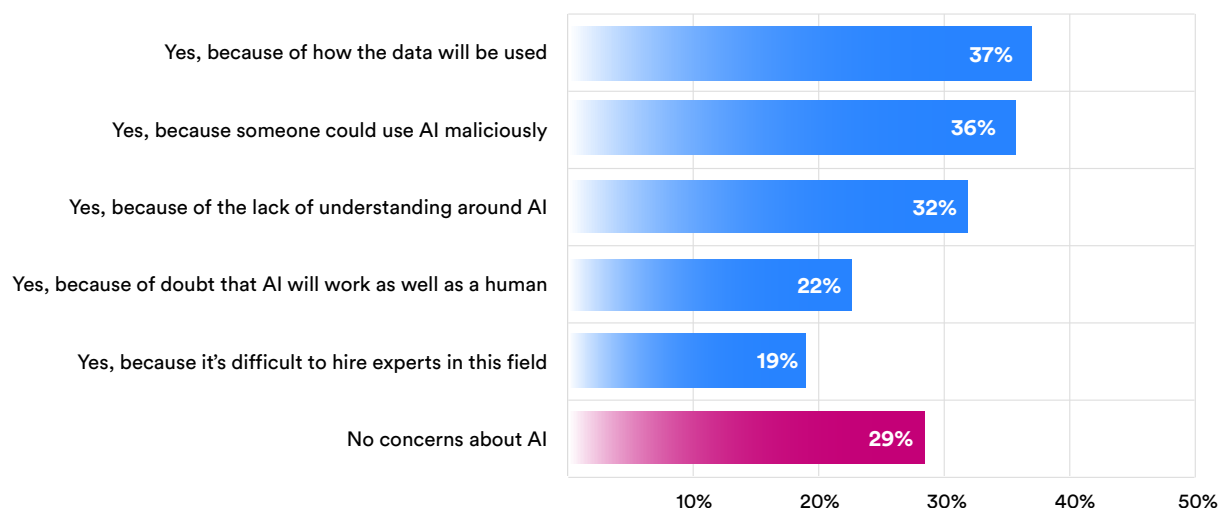 Yes, because of how the data will be used
37%
Yes, because someone could use AI maliciously
36%
Yes, because of the lack of understanding around AI
32%
Yes, because of doubt that AI will work as well as a human
22%
Yes, because it’s difficult to hire experts in this field
19%
No concerns about AI
29%
10% 20% 30% 40% 50%